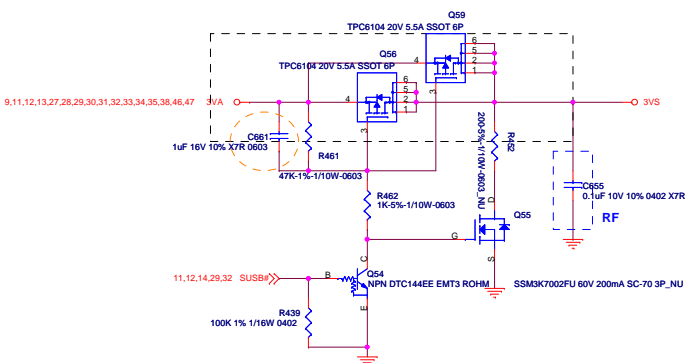 Q59
TPC6104 20V 5.5A SSOT 6P
Q56
TPC6104 20V 5.5A SSOT 6P
4
6
5
2
1
3
4
6
5
2
1
3
9,11,12,13,27,28,29,30,31,32,33,34,35,38,46,47
3VA
3VS
C661
1uF 16V 10% X7R 0603
R461
47K-1%-1/10W-0603
R462
1K-5%-1/10W-0603
R452
200-5%-1/10W-0603_NU
C655
0.1uF 10V 10% 0402 X7R
RF
D
G
S
Q55
SSM3K7002FU 60V 200mA SC-70 3P_NU
11,12,14,29,32
SUSB#
B
C
E
Q54
NPN DTC144EE EMT3 ROHM
R439
100K 1% 1/16W 0402